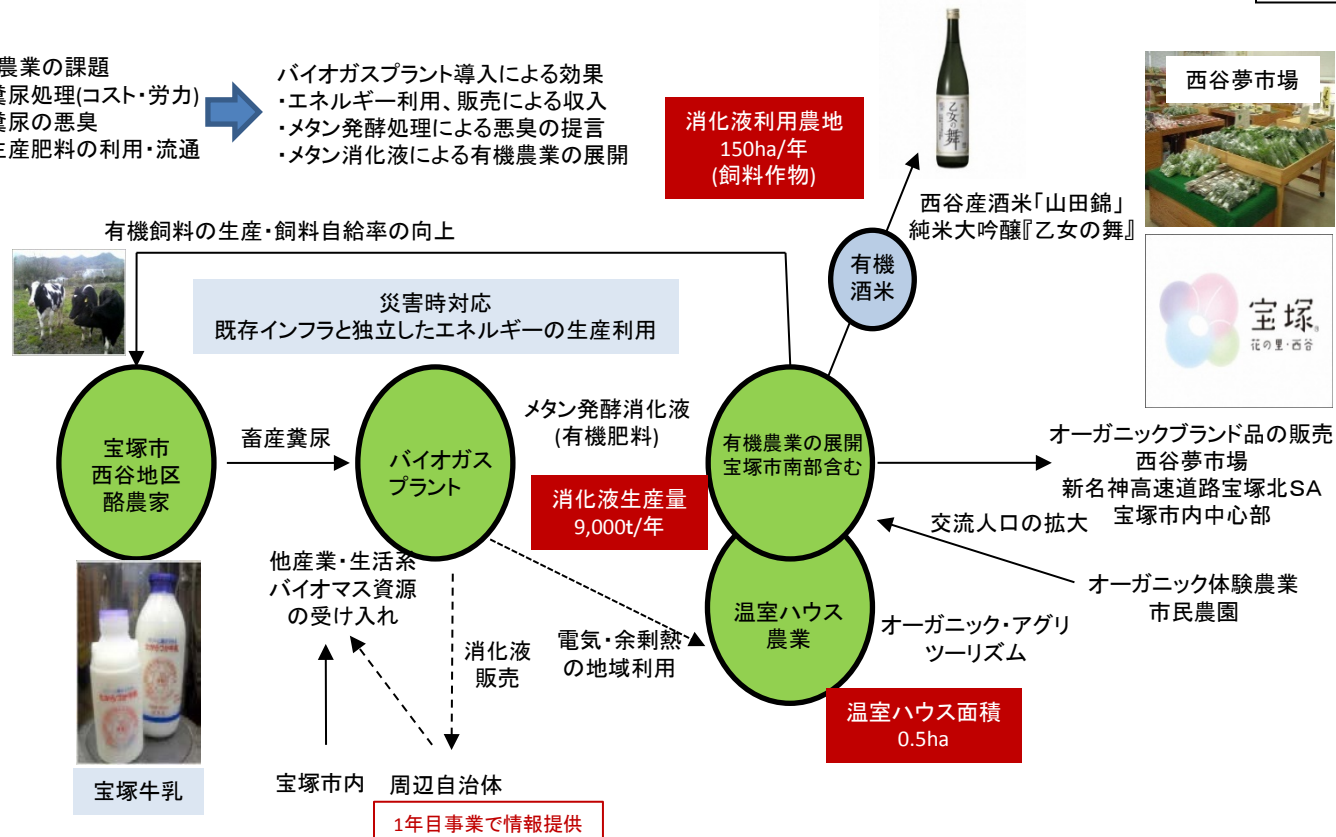 農業の課題
糞尿処理(コスト・労力)
糞尿の悪臭
生産肥料の利用・流通
バイオガスプラント導入による効果
・エネルギー利用、販売による収入
・メタン発酵処理による悪臭の提言
・メタン消化液による有機農業の展開
消化液利用農地
150ha/年
(飼料作物)
乙女の舞
西谷産酒米「山田錦」
純米大吟醸『乙女の舞』
西谷夢市場
有機飼料の生産・飼料自給率の向上
有機
酒米
災害時対応
既存インフラと独立したエネルギーの生産利用
宝塚®
花の里・西谷
宝塚市
西谷地区
酪農家
畜産糞尿
バイオガス
プラント
メタン発酵消化液
(有機肥料)
消化液生産量
9,000t/年
有機農業の展開
宝塚市南部含む
オーガニックブランド品の販売
西谷夢市場
新名神高速道路宝塚北SA
宝塚市内中心部
交流人口の拡大
オーガニック体験農業
市民農園
他産業・生活系
バイオマス資源
の受け入れ
消化液
販売
電気・余剰熱
の地域利用
温室ハウス
農業
オーガニック・アグリ
ツーリズム
温室ハウス面積
0.5ha
宝塚牛乳
宝塚市内
周辺自治体
1年目事業で情報提供